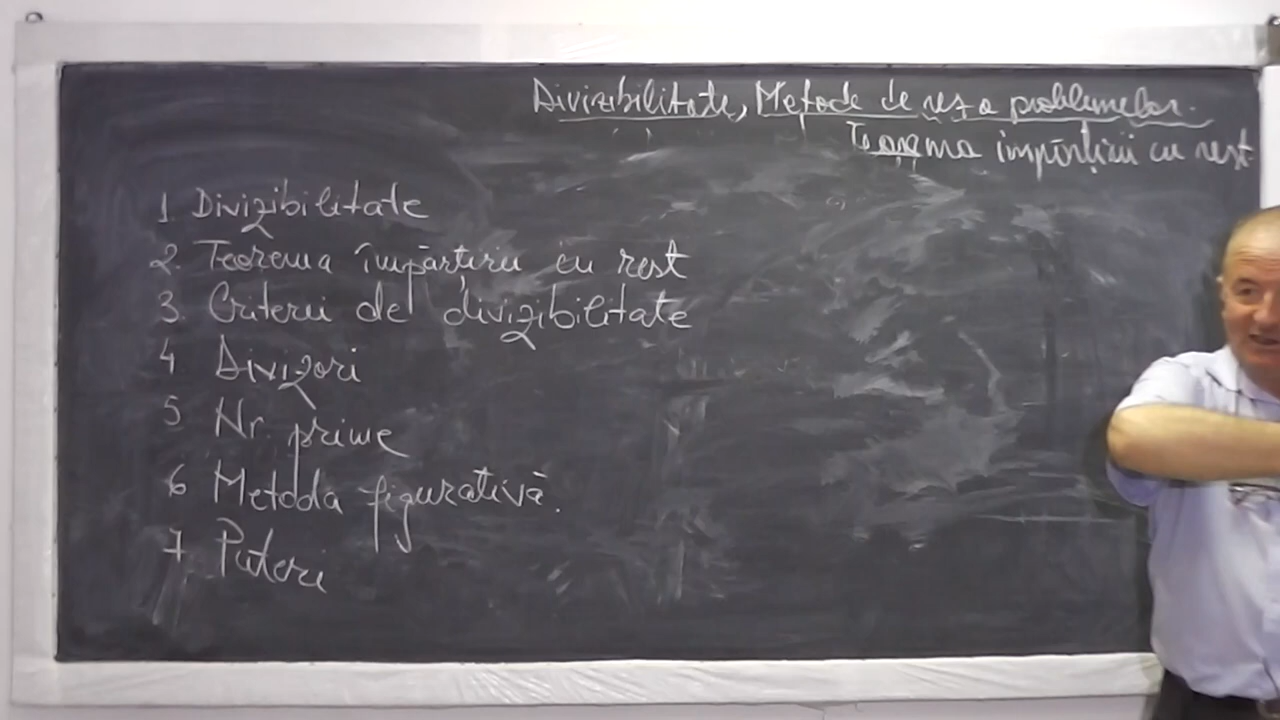 Divizibilitate, Metode de rez a problemelor.
Teorema împărțirii cu rest
1 Divizibilitate
2. Teorema împărțirii cu rest
3. Criterii de divizibilitate
4 Divizori
5 Nr. prime
6 Metoda figurativă.
7 Puteri